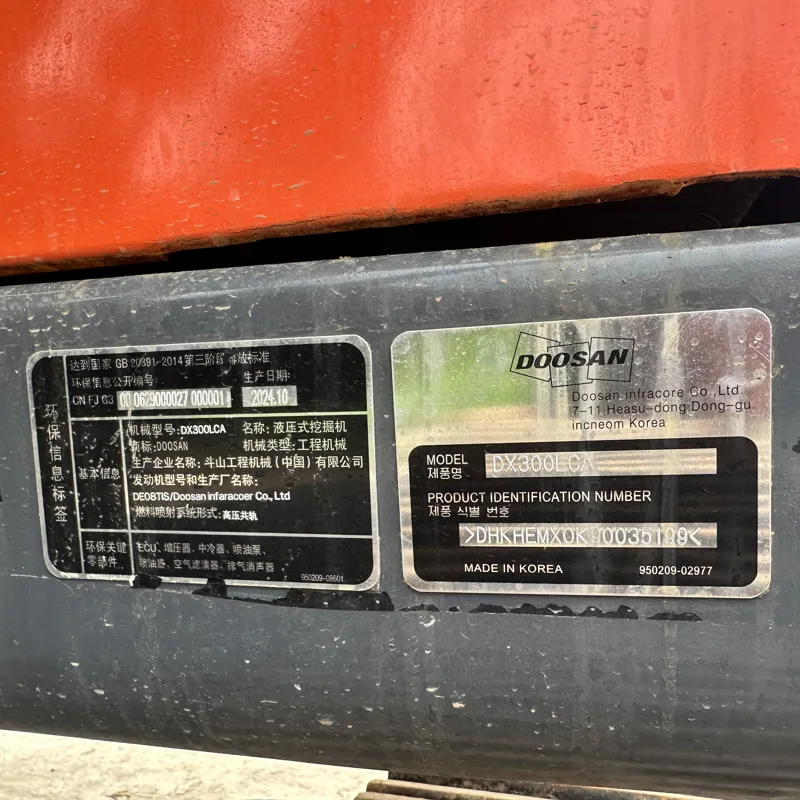 达到国家 GB 20891-2014 第三阶段 排放标准
环保信息公开编号:
生产日期:
CN FJ G3 00 0629000027 000001
2024.10
环保信息标签
基本信息
机械型号:DX300LCA 名称: 液压式挖掘机
商标:DOOSAN 机械类型: 工程机械
生产企业名称: 斗山工程机械 (中国) 有限公司
发动机型号和生产厂名称:
DE08TIS/Doosan infaracoer Co., Ltd
燃料喷射系统形式: 高压共轨
环保关键零部件
ECU、增压器、中冷器、喷油泵、
喷油器、空气滤清器、排气消声器
950209-08601
DOOSAN
Doosan infracore Co., Ltd
7-11, Heasu-dong Dong-gu.
incneom Korea
MODEL
제품명
DX300LCA
PRODUCT IDENTIFICATION NUMBER
제품 식별 번호
>DHKHEMX0K 0035199<
MADE IN KOREA 950209-02977